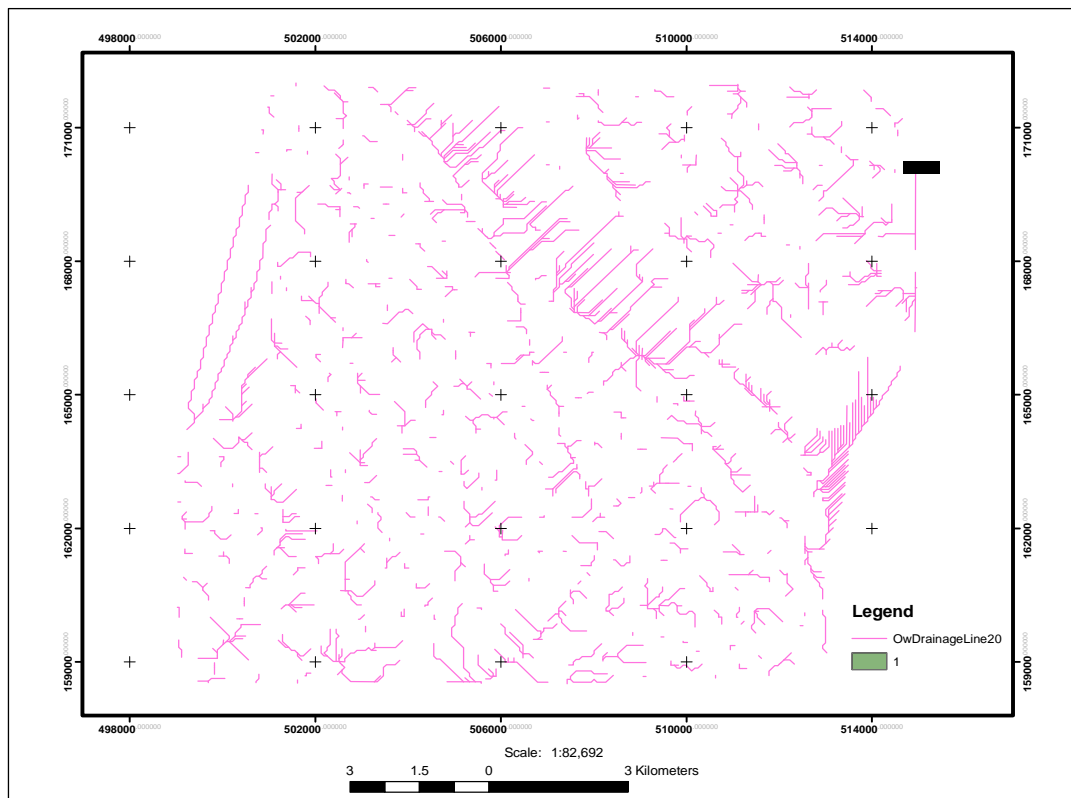 498000.000000 502000.000000 506000.000000 510000.000000 514000.000000
171000.000000 171000.000000
168000.000000 168000.000000
165000.000000 165000.000000
162000.000000 162000.000000
159000.000000 159000.000000
Legend
OwDrainageLine20
1
498000.000000 502000.000000 506000.000000 510000.000000 514000.000000
Scale: 1:82,692
3 1.5 0 3 Kilometers